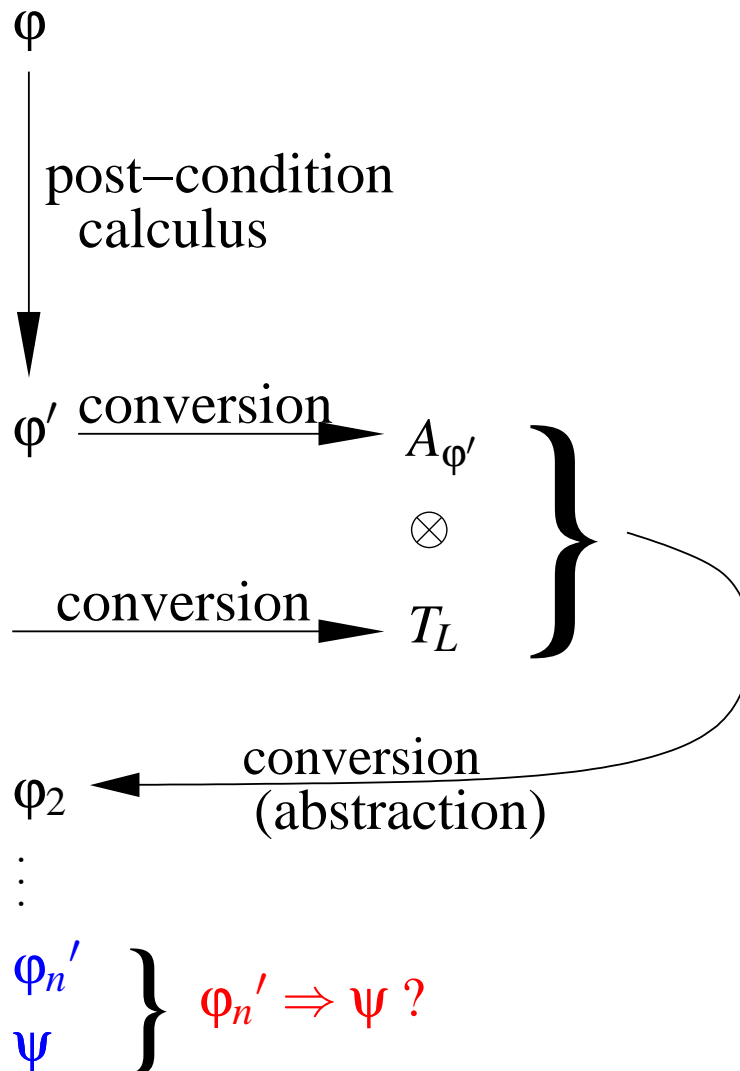 φ
post−condition
calculus
φ′ conversion
A_φ′
⊗
conversion T_L
conversion
φ₂
(abstraction)
⋮
φₙ′
φₙ′ ⇒ ψ ?
ψ